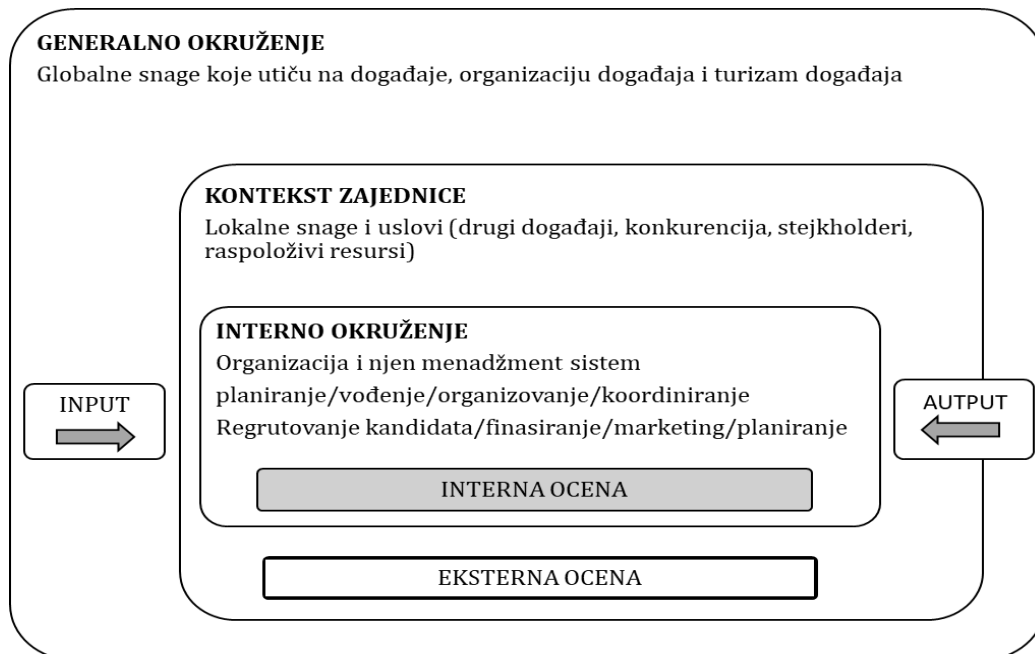 GENERALNO OKRUŽENJE
Globalne snage koje utiču na događaje, organizaciju događaja i turizam događaja
KONTEKST ZAJEDNICE
Lokalne snage i uslovi (drugi događaji, konkurencija, stejkholderi,
raspoloživi resursi)
INTERNO OKRUŽENJE
Organizacija i njen menadžment sistem
planiranje/vođenje/organizovanje/koordiniranje
Regrutovanje kandidata/finasiranje/marketing/planiranje
INPUT
AUTPUT
INTERNA OCENA
EKSTERNA OCENA